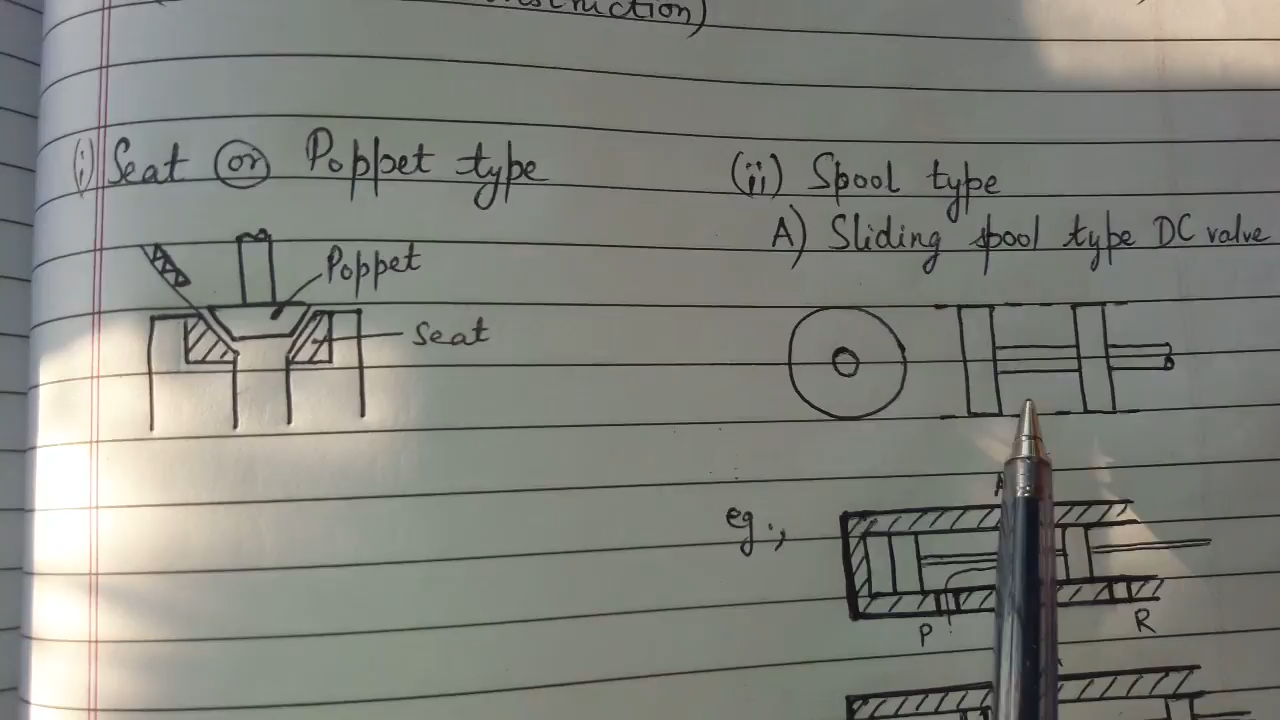 (i) Seat or Poppet type
Poppet
Seat
(ii) Spool type
A) Sliding spool type DC valve
eg.,
A
P
R